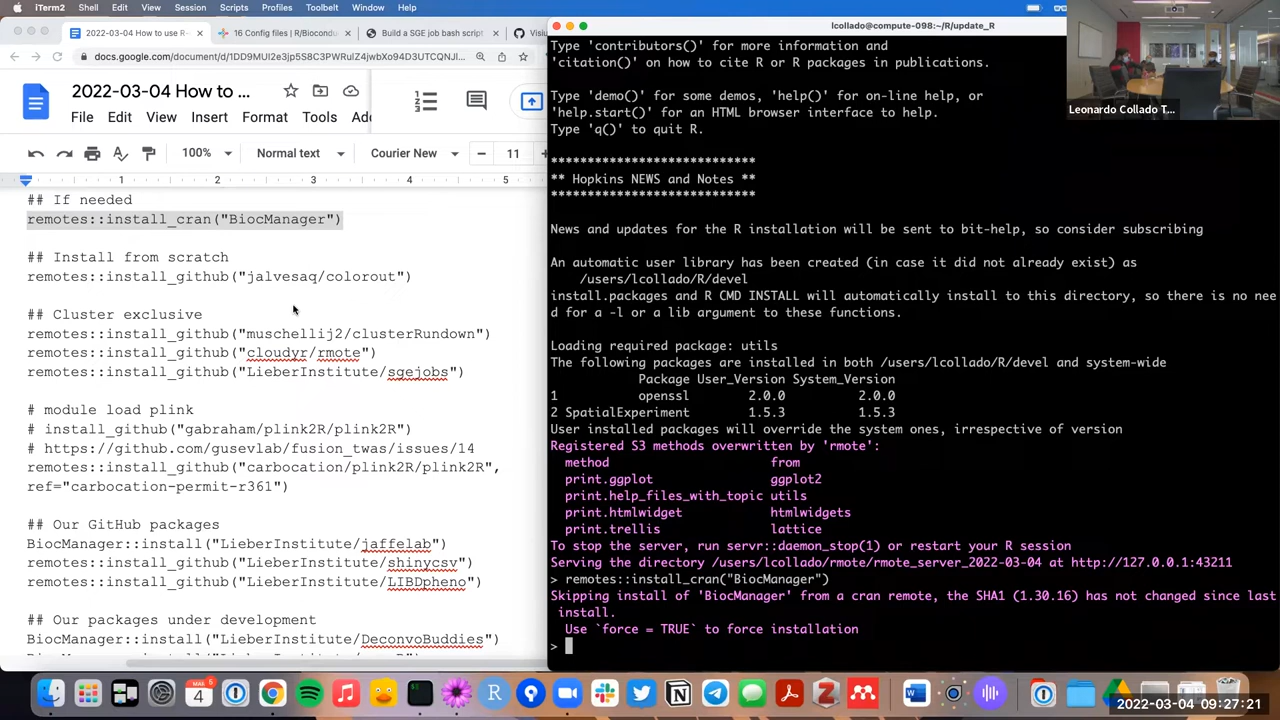 iTerm2 Shell Edit View Session Scripts Profiles Toolbelt Window Help
2022-03-04 How to use R-
16 Config files | R/Biocondu
Build a SGE job bash scrip
Visiu
docs.google.com/document/d/1DD9MUI2e3jp5S8C3PWRulZ4jwbXo94D3UTCQNJ...
2022-03-04 How to ...
File Edit View Insert Format Tools Ad
100% Normal text Courier New 11
1 2 3 4 5
## If needed
remotes::install_cran("BiocManager")
## Install from scratch
remotes::install_github("jalvesaq/colorout")
## Cluster exclusive
remotes::install_github("muschellij2/clusterRundown")
remotes::install_github("cloudyr/rmote")
remotes::install_github("LieberInstitute/sgejobs")
# module load plink
# install_github("gabraham/plink2R/plink2R")
# https://github.com/gusevlab/fusion_twas/issues/14
remotes::install_github("carbocation/plink2R/plink2R",
ref="carbocation-permit-r361")
## Our GitHub packages
BiocManager::install("LieberInstitute/jaffelab")
BiocManager::install("LieberInstitute/shinycsv")
BiocManager::install("LieberInstitute/LIBDpheno")
## Our packages under development
BiocManager::install("LieberInstitute/DeconvoBuddies")
lcollado@compute-098:~/R/update_R
Type 'contributors()' for more information and
'citation()' on how to cite R or R packages in publications.
Type 'demo()' for some demos, 'help()' for on-line help, or
'help.start()' for an HTML browser interface to help.
Type 'q()' to quit R.
****************************
** Hopkins NEWS and Notes **
****************************
News and updates for the R installation will be sent to bit-help, so consider subscribing
An automatic user library has been created (in case it did not already exist) as
/users/lcollado/R/devel
install.packages and R CMD INSTALL will automatically install to this directory, so there is no nee
d for a -l or a lib argument to these functions.
Loading required package: utils
The following packages are installed in both /users/lcollado/R/devel and system-wide
Package User_Version System_Version
1 openssl 2.0.0 2.0.0
2 SpatialExperiment 1.5.3 1.5.3
User installed packages will override the system ones, irrespective of version
Registered S3 methods overwritten by 'rmote':
method from
print.ggplot ggplot2
print.help_files_with_topic utils
print.htmlwidget htmlwidgets
print.trellis lattice
To stop the server, run servr::daemon_stop(1) or restart your R session
Serving the directory /users/lcollado/rmote/rmote_server_2022-03-04 at http://127.0.0.1:43211
> remotes::install_cran("BiocManager")
Skipping install of 'BiocManager' from a cran remote, the SHA1 (1.30.16) has not changed since last
install.
Use `force = TRUE` to force installation
>
Leonardo Collado T...
MAR 5
4
2022-03-04 09:27:21